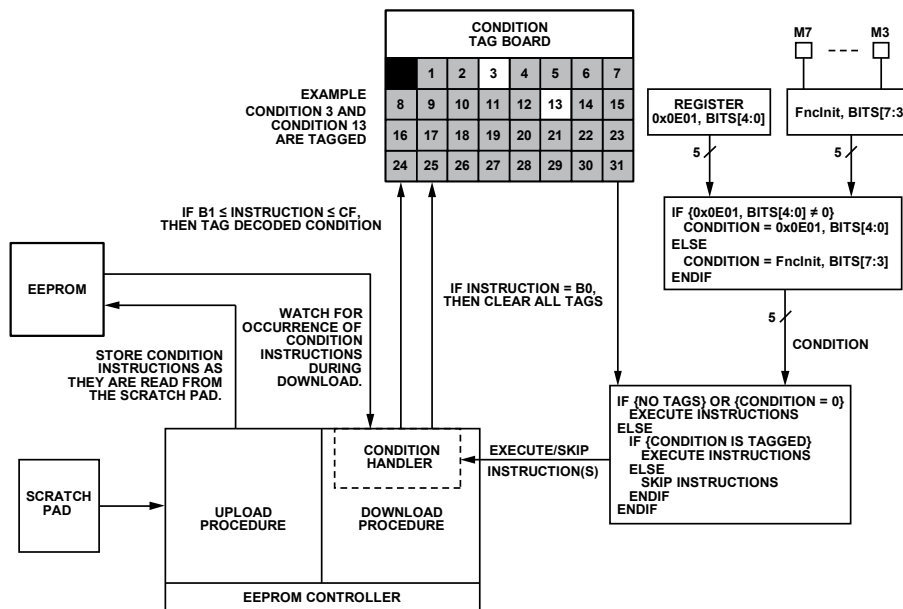 CONDITION
TAG BOARD
1 2 3 4 5 6 7
8 9 10 11 12 13 14 15
16 17 18 19 20 21 22 23
24 25 26 27 28 29 30 31
EXAMPLE
CONDITION 3 AND
CONDITION 13
ARE TAGGED
M7
M3
REGISTER
0x0E01, BITS[4:0]
FncInit, BITS[7:3]
5
5
IF {0x0E01, BITS[4:0] ≠ 0}
CONDITION = 0x0E01, BITS[4:0]
ELSE
CONDITION = FncInit, BITS[7:3]
ENDIF
5
CONDITION
IF B1 ≤ INSTRUCTION ≤ CF,
THEN TAG DECODED CONDITION
IF INSTRUCTION = B0,
THEN CLEAR ALL TAGS
EEPROM
WATCH FOR
OCCURRENCE OF
CONDITION
INSTRUCTIONS
DURING
DOWNLOAD.
STORE CONDITION
INSTRUCTIONS AS
THEY ARE READ FROM
THE SCRATCH PAD.
IF {NO TAGS} OR {CONDITION = 0}
EXECUTE INSTRUCTIONS
ELSE
IF {CONDITION IS TAGGED}
EXECUTE INSTRUCTIONS
ELSE
SKIP INSTRUCTIONS
ENDIF
ENDIF
EXECUTE/SKIP
INSTRUCTION(S)
CONDITION
HANDLER
SCRATCH
PAD
UPLOAD
PROCEDURE
DOWNLOAD
PROCEDURE
EEPROM CONTROLLER